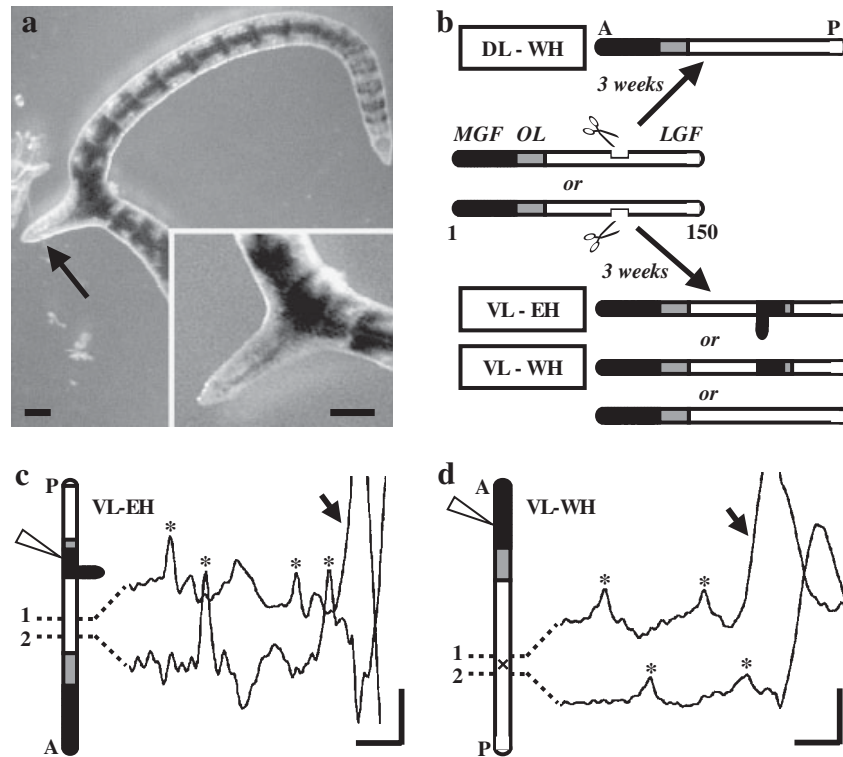 a
b
A P
DL - WH
3 weeks
MGF OL LGF
or
1 150
3 weeks
VL - EH
or
VL - WH
or
c
P
VL-EH
* * * *
1
2
A
d
A
VL-WH
* *
1
* *
2
×
P